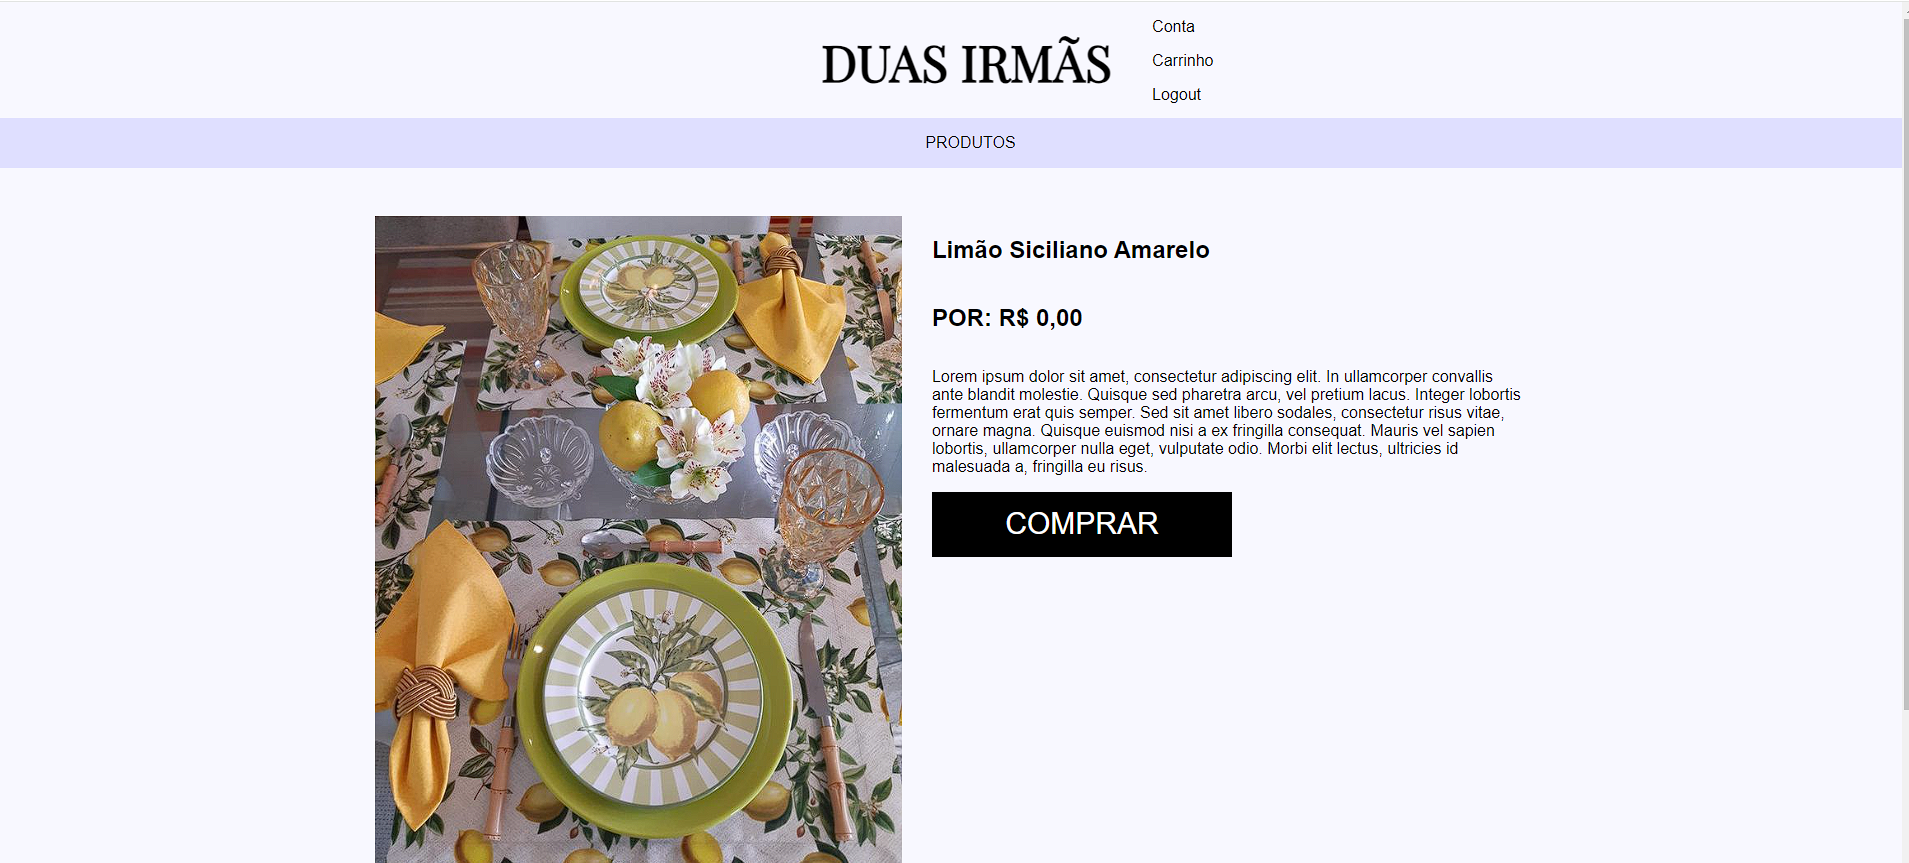 DUAS IRMÃS
Conta
Carrinho
Logout
PRODUTOS
Limão Siciliano Amarelo
POR: R$ 0,00
Lorem ipsum dolor sit amet, consectetur adipiscing elit. In ullamcorper convallis
ante blandit molestie. Quisque sed pharetra arcu, vel pretium lacus. Integer lobortis
fermentum erat quis semper. Sed sit amet libero sodales, consectetur risus vitae,
ornare magna. Quisque euismod nisi a ex fringilla consequat. Mauris vel sapien
lobortis, ullamcorper nulla eget, vulputate odio. Morbi elit lectus, ultricies id
malesuada a, fringilla eu risus.
COMPRAR